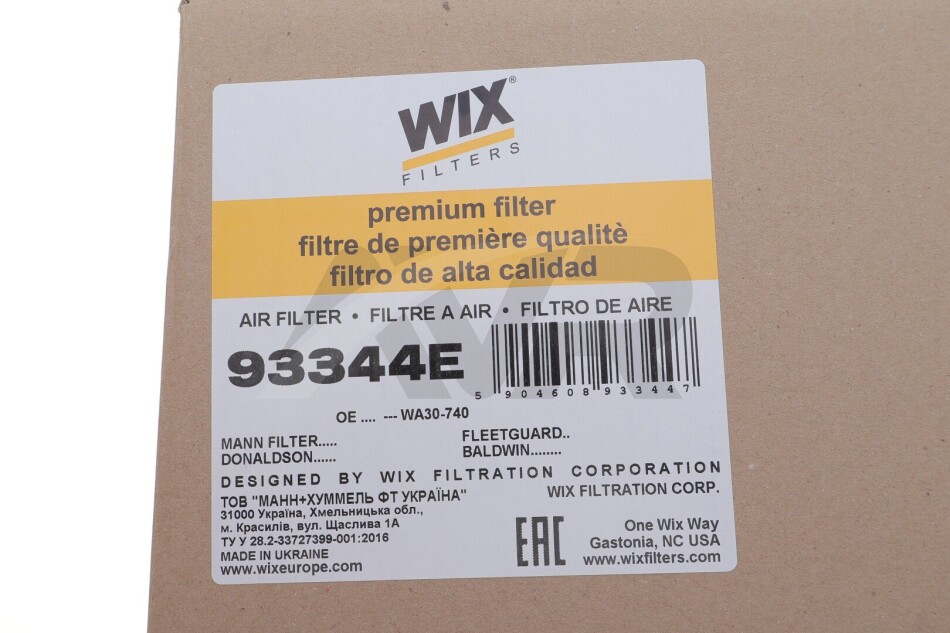 WIX®
FILTERS
premium filter
filtre de première qualitè
filtro de alta calidad
AIR FILTER • FILTRE A AIR • FILTRO DE AIRE
93344E
5 904608 933447
OE .... --- WA30-740
MANN FILTER.....
FLEETGUARD..
DONALDSON......
BALDWIN........
DESIGNED BY WIX FILTRATION CORPORATION
ТОВ "МАНН+ХУММЕЛЬ ФТ УКРАЇНА"
31000 Україна, Хмельницька обл.,
м. Красилів, вул. Щаслива 1А
ТУ У 28.2-33727399-001:2016
MADE IN UKRAINE
www.wixeurope.com
EAC
WIX FILTRATION CORP.
One Wix Way
Gastonia, NC USA
www.wixfilters.com